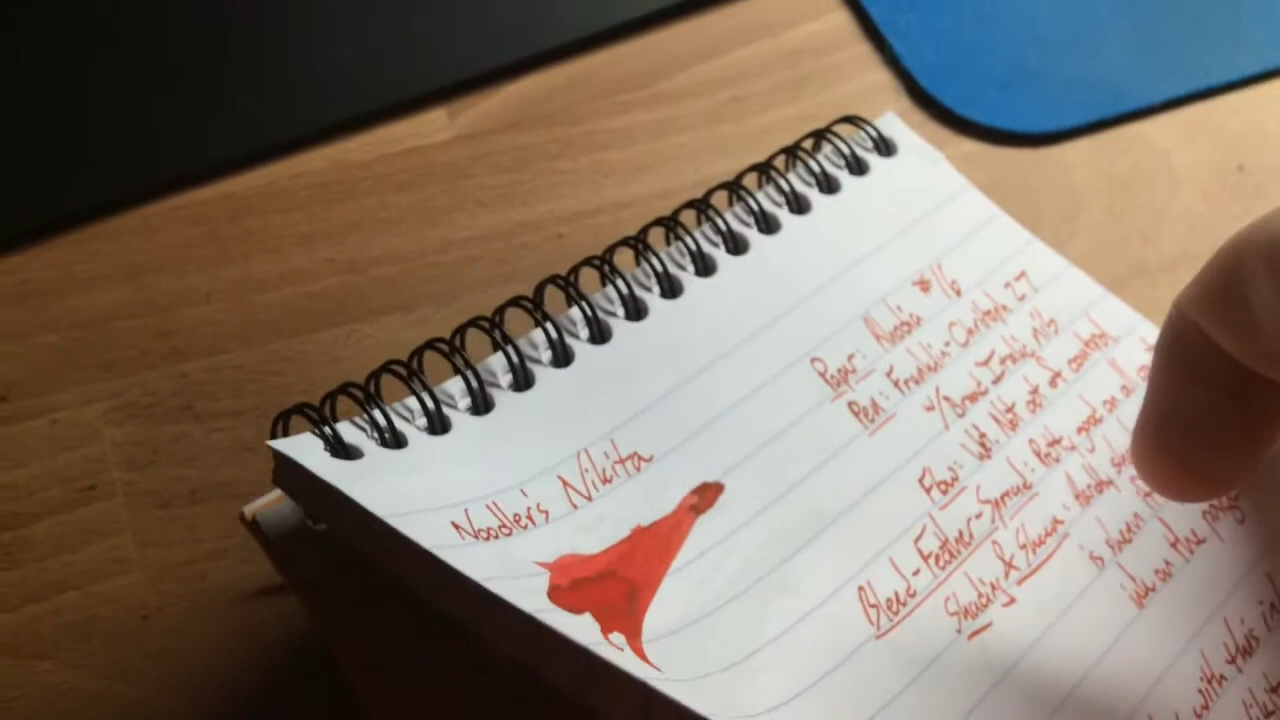 Noodler's Nikita
Paper: Rhodia #16
Pen: Franklin-Christoph 27
w/ Broad Italic nib
Flow: Wet. Not out of control
Bleed-Feather-Spread: Pretty good on all
Shading & Sheen: hardly
is sheen
ink on the page
with this